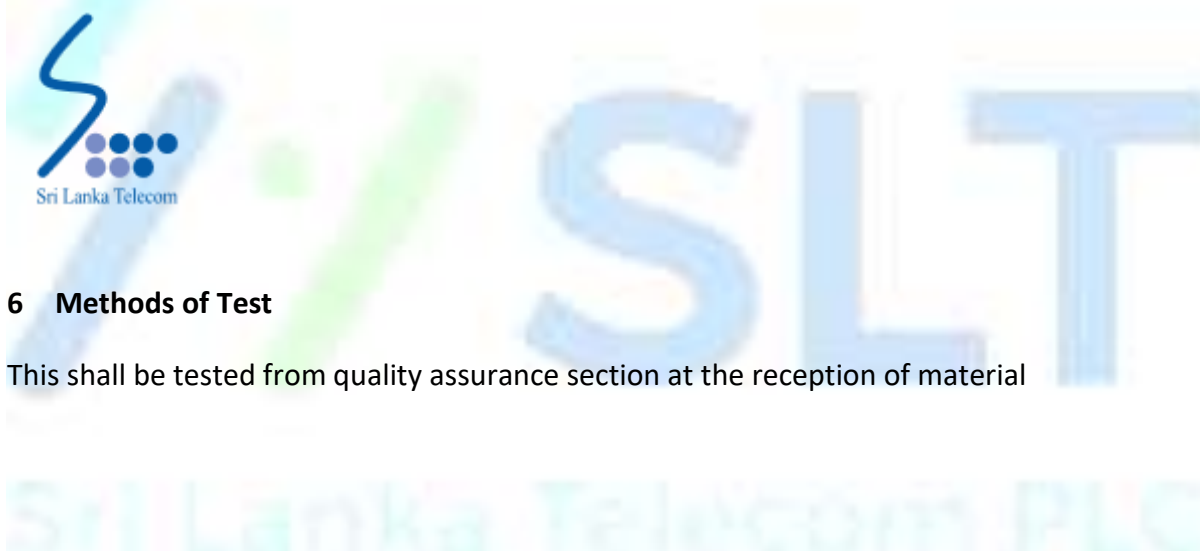 SLT
Sri Lanka Telecom
6 Methods of Test
This shall be tested from quality assurance section at the reception of material
Sri Lanka Telecom PLC